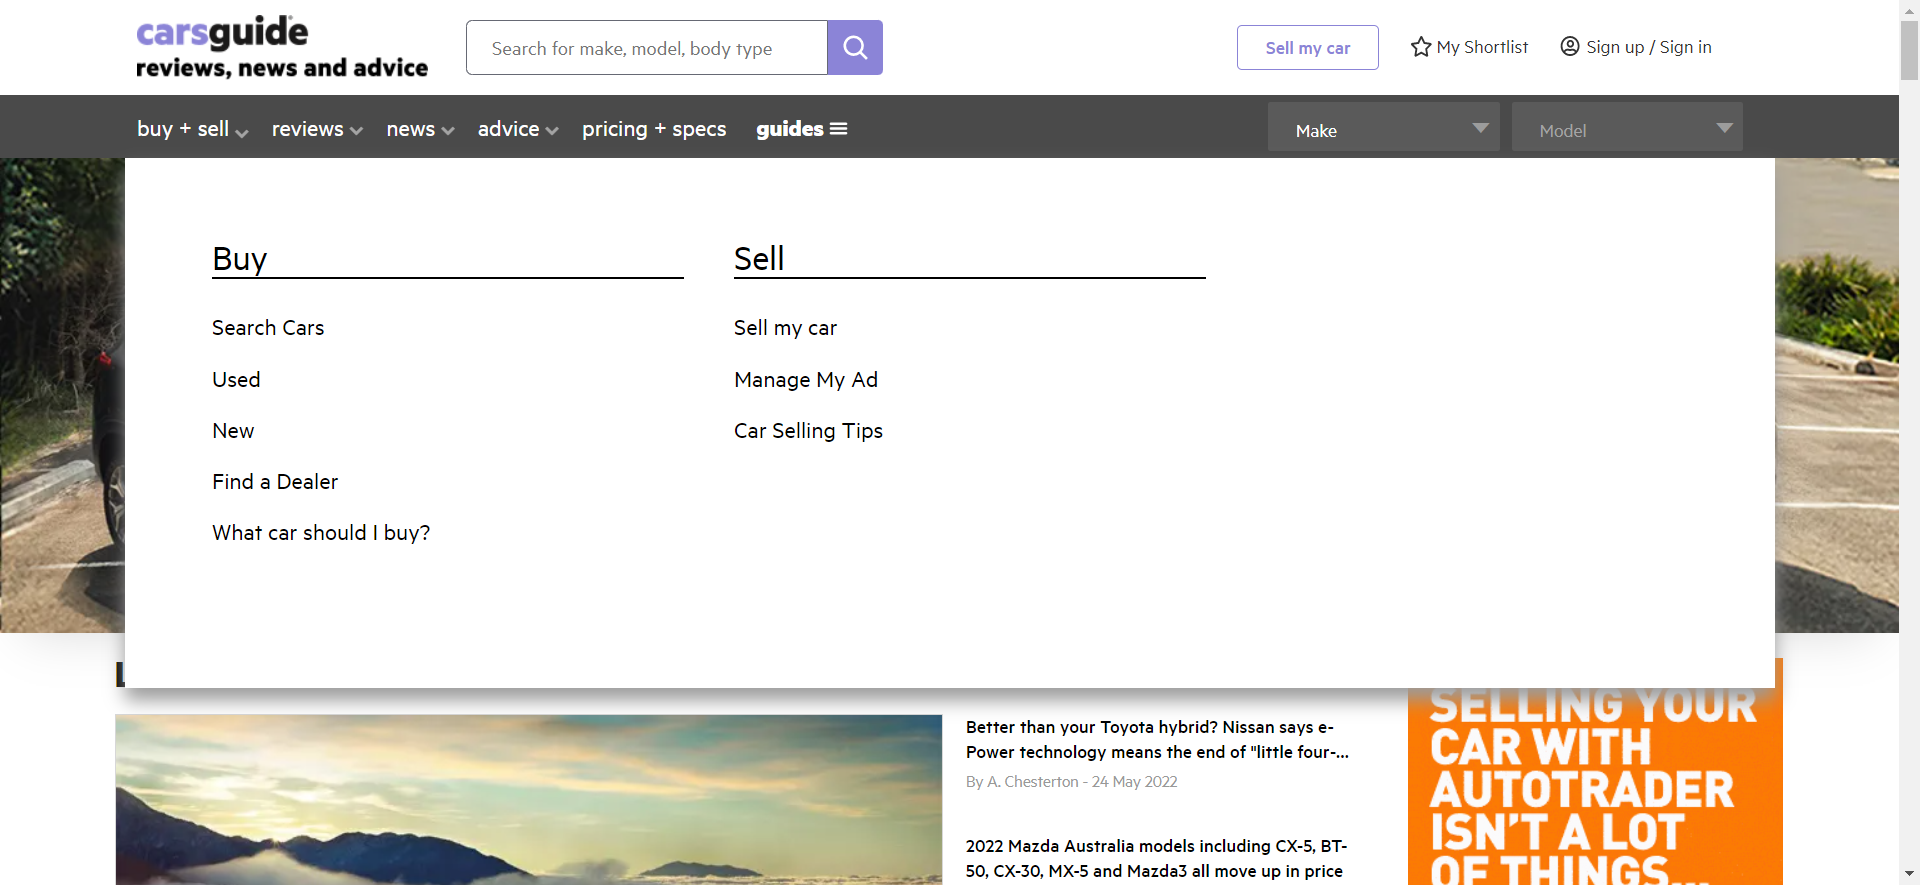 carsguide
reviews, news and advice
Search for make, model, body type
Sell my car
My Shortlist
Sign up / Sign in
buy + sell
reviews
news
advice
pricing + specs
guides
Make
Model
Buy
Search Cars
Used
New
Find a Dealer
What car should I buy?
Sell
Sell my car
Manage My Ad
Car Selling Tips
L
Better than your Toyota hybrid? Nissan says e-
Power technology means the end of "little four-...
By A. Chesterton - 24 May 2022
2022 Mazda Australia models including CX-5, BT-
50, CX-30, MX-5 and Mazda3 all move up in price
SELLING YOUR
CAR WITH
AUTOTRADER
ISN'T A LOT
OF THINGS...